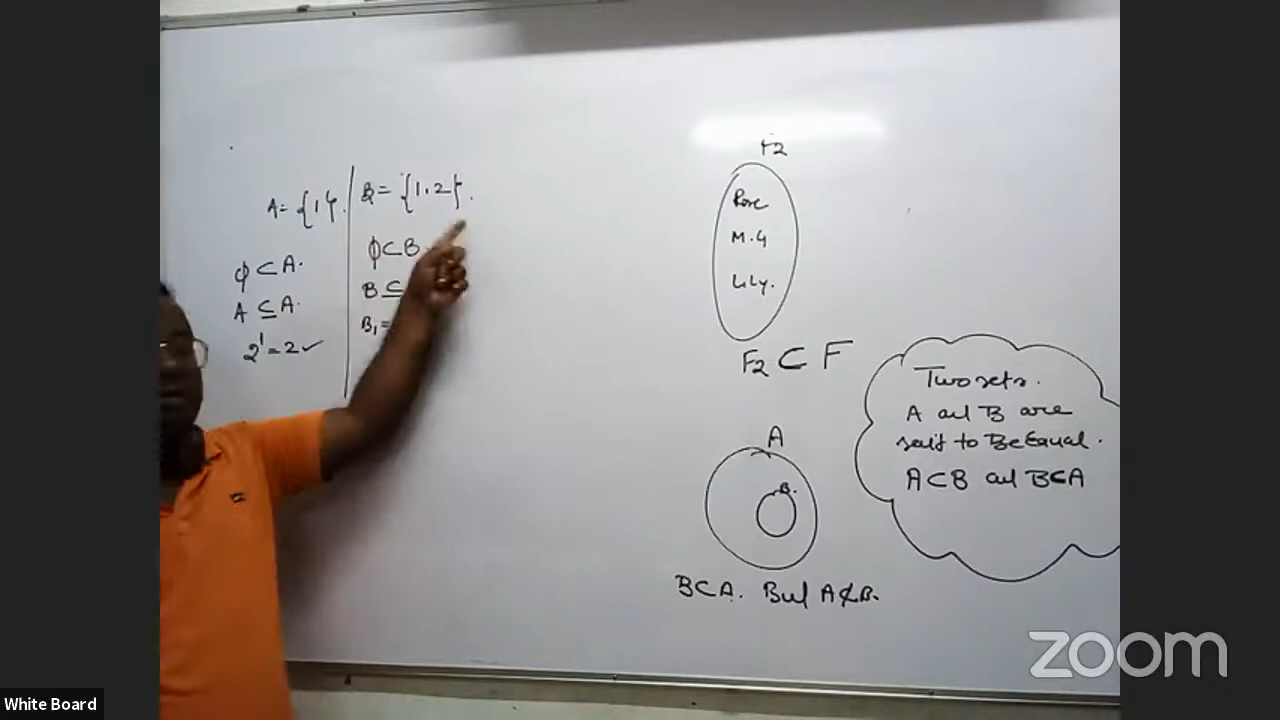 A = {1}.
φ ⊂ A.
A ⊆ A.
2¹ = 2 ✓
B = {1, 2}.
φ ⊂ B
B ⊆
B₁ =
F2
Rose
M.G
Lily.
F₂ ⊂ F
A
B.
B ⊂ A. But A ⊄ B.
Two sets.
A and B are
said to Be Equal.
A ⊂ B and B ⊂ A
zoom
White Board